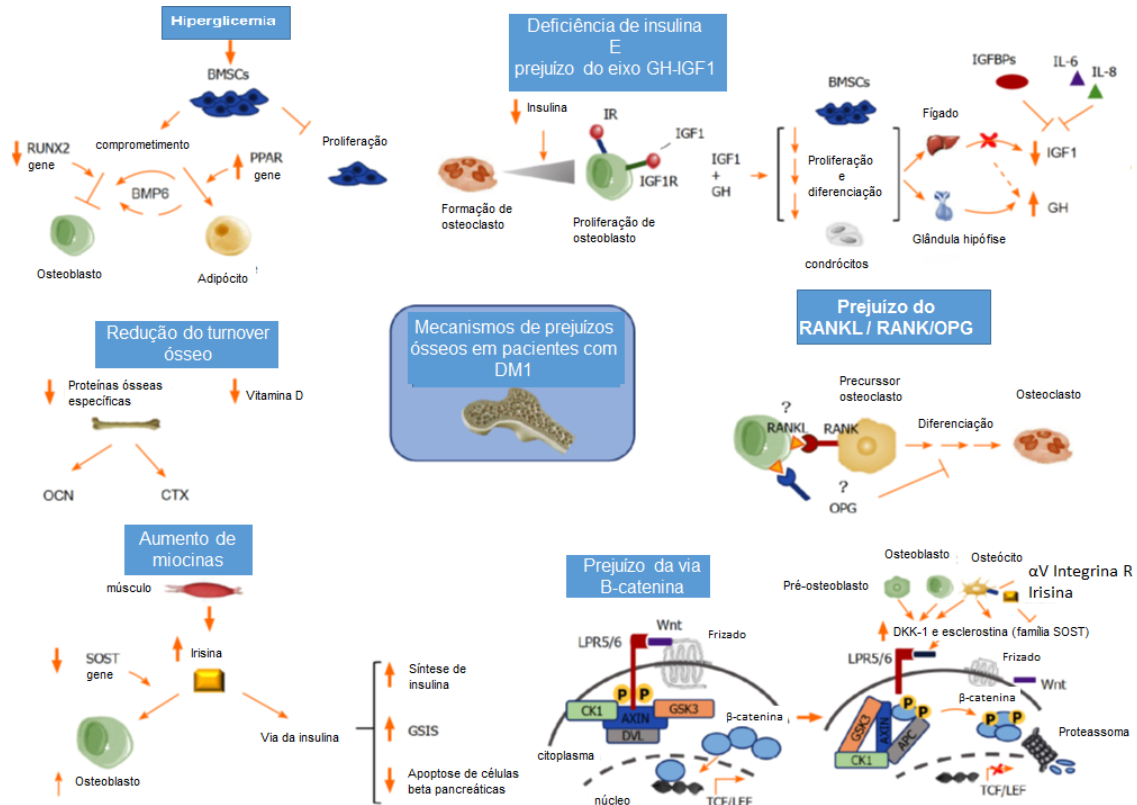 Hiperglicemia
BMSCs
RUNX2
gene
comprometimento
PPAR
gene
Proliferação
BMP6
Osteoblasto
Adipócito
Deficiência de insulina
E
prejuízo do eixo GH-IGF1
Insulina
IR
IGF1
IGF1R
Formação de
osteoclasto
Proliferação de
osteoblasto
IGF1
+
GH
BMSCs
Proliferação
e
diferenciação
condrócitos
Fígado
Glândula hipófise
IGFBPs
IL-6
IL-8
IGF1
GH
Redução do turnover
ósseo
Proteínas ósseas
específicas
Vitamina D
OCN
CTX
Mecanismos de prejuízos
ósseos em pacientes com
DM1
Prejuízo do
RANKL / RANK/OPG
Precurssor
osteoclasto
Osteoclasto
?
RANKL
RANK
Diferenciação
?
OPG
Aumento de
miocinas
músculo
Irisina
SOST
gene
Osteoblasto
Via da insulina
Síntese de
insulina
GSIS
Apoptose de células
beta pancreáticas
Prejuízo da via
B-catenina
Wnt
LPR5/6
Frizado
P P
CK1
AXIN
GSK3
DVL
β-catenina
citoplasma
núcleo
TCF/LEF
Osteoblasto
Osteócito
Pré-osteoblasto
αV Integrina R
Irisina
DKK-1 e esclerostina (família SOST)
LPR5/6
Frizado
Wnt
P
P
β-catenina
P P
GSK3
AXIN
APC
CK1
Proteassoma
TCF/LEF